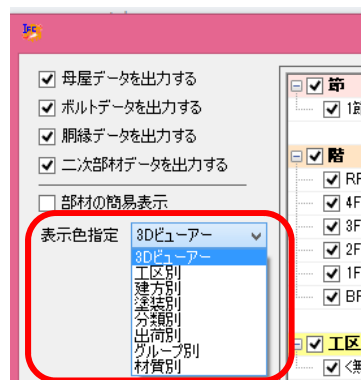 IFC
母屋データを出力する
ボルトデータを出力する
胴縁データを出力する
二次部材データを出力する
部材の簡易表示
表示色指定 3Dビューアー
3Dビューアー
工区別
建方別
塗装別
分類別
出荷別
グループ別
材質別
節
1節
階
RF
4F
3F
2F
1F
BF
工区